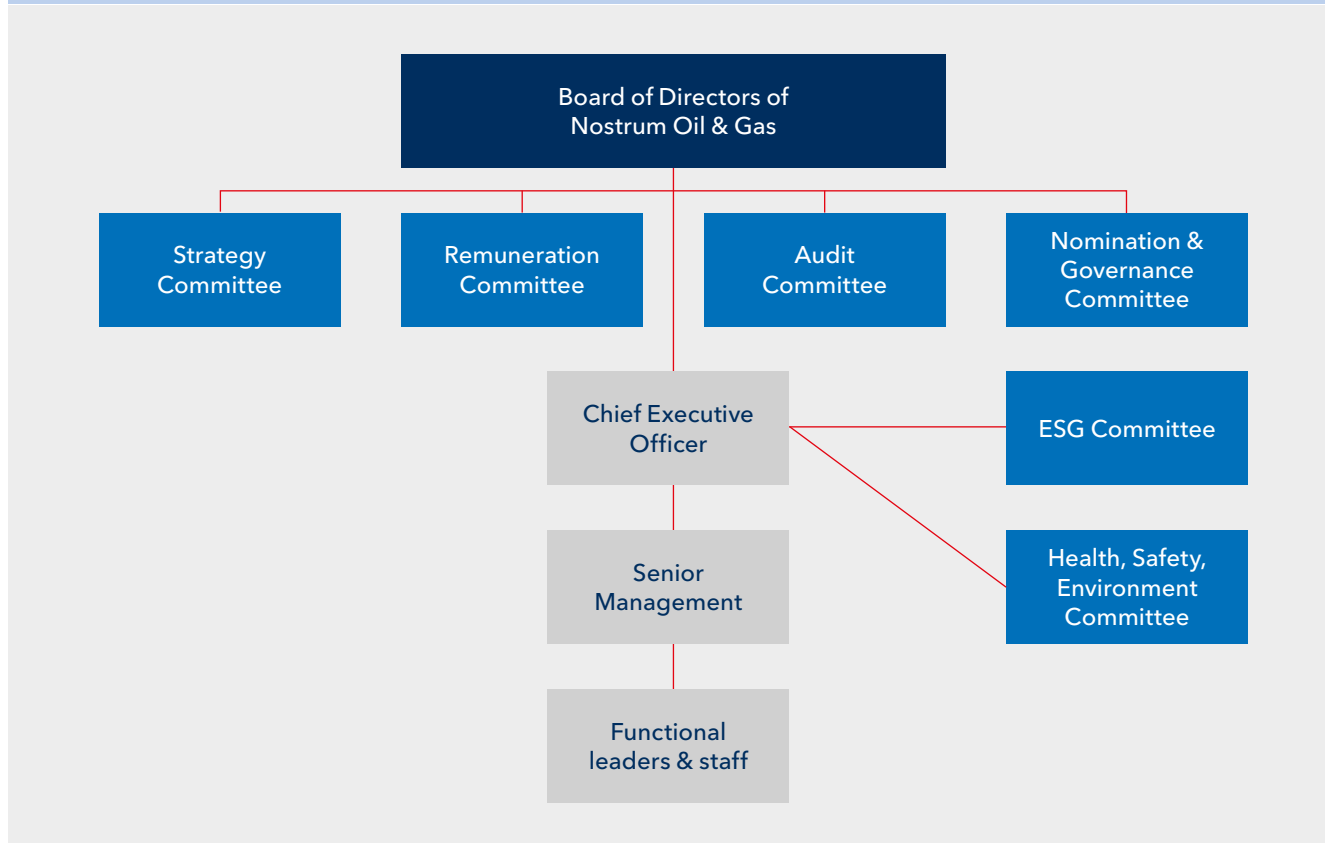 Board of Directors of
Nostrum Oil & Gas
Strategy
Committee
Remuneration
Committee
Audit
Committee
Nomination &
Governance
Committee
Chief Executive
Officer
ESG Committee
Senior
Management
Health, Safety,
Environment
Committee
Functional
leaders & staff